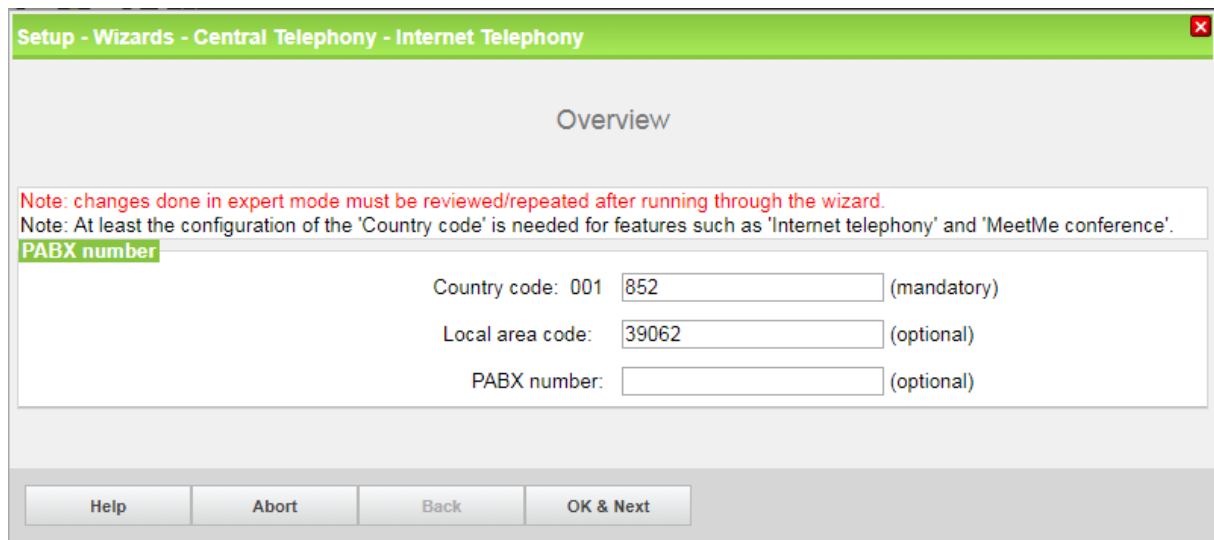 Setup - Wizards - Central Telephony - Internet Telephony
Overview
Note: changes done in expert mode must be reviewed/repeated after running through the wizard.
Note: At least the configuration of the 'Country code' is needed for features such as 'Internet telephony' and 'MeetMe conference'.
PABX number
Country code: 001 852 (mandatory)
Local area code: 39062 (optional)
PABX number: (optional)
Help Abort Back OK & Next